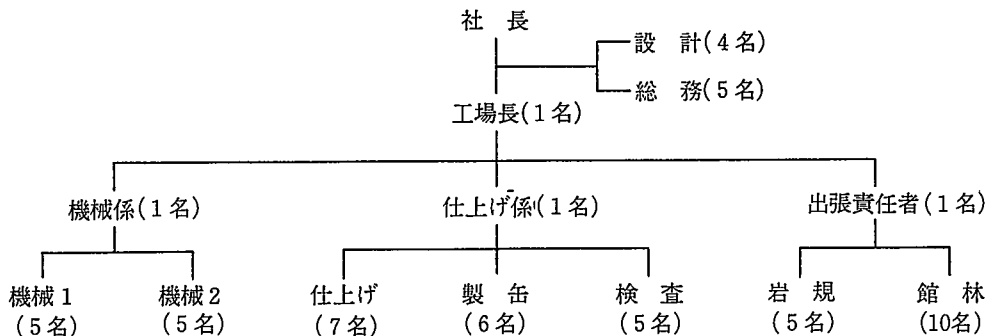 社 長
設 計(4名)
総 務(5名)
工場長(1名)
機械係(1名) 仕上げ係(1名) 出張責任者(1名)
機械1 機械2 仕上げ 製 缶 検 査 岩 規 館 林
(5名) (5名) (7名) (6名) (5名) (5名) (10名)